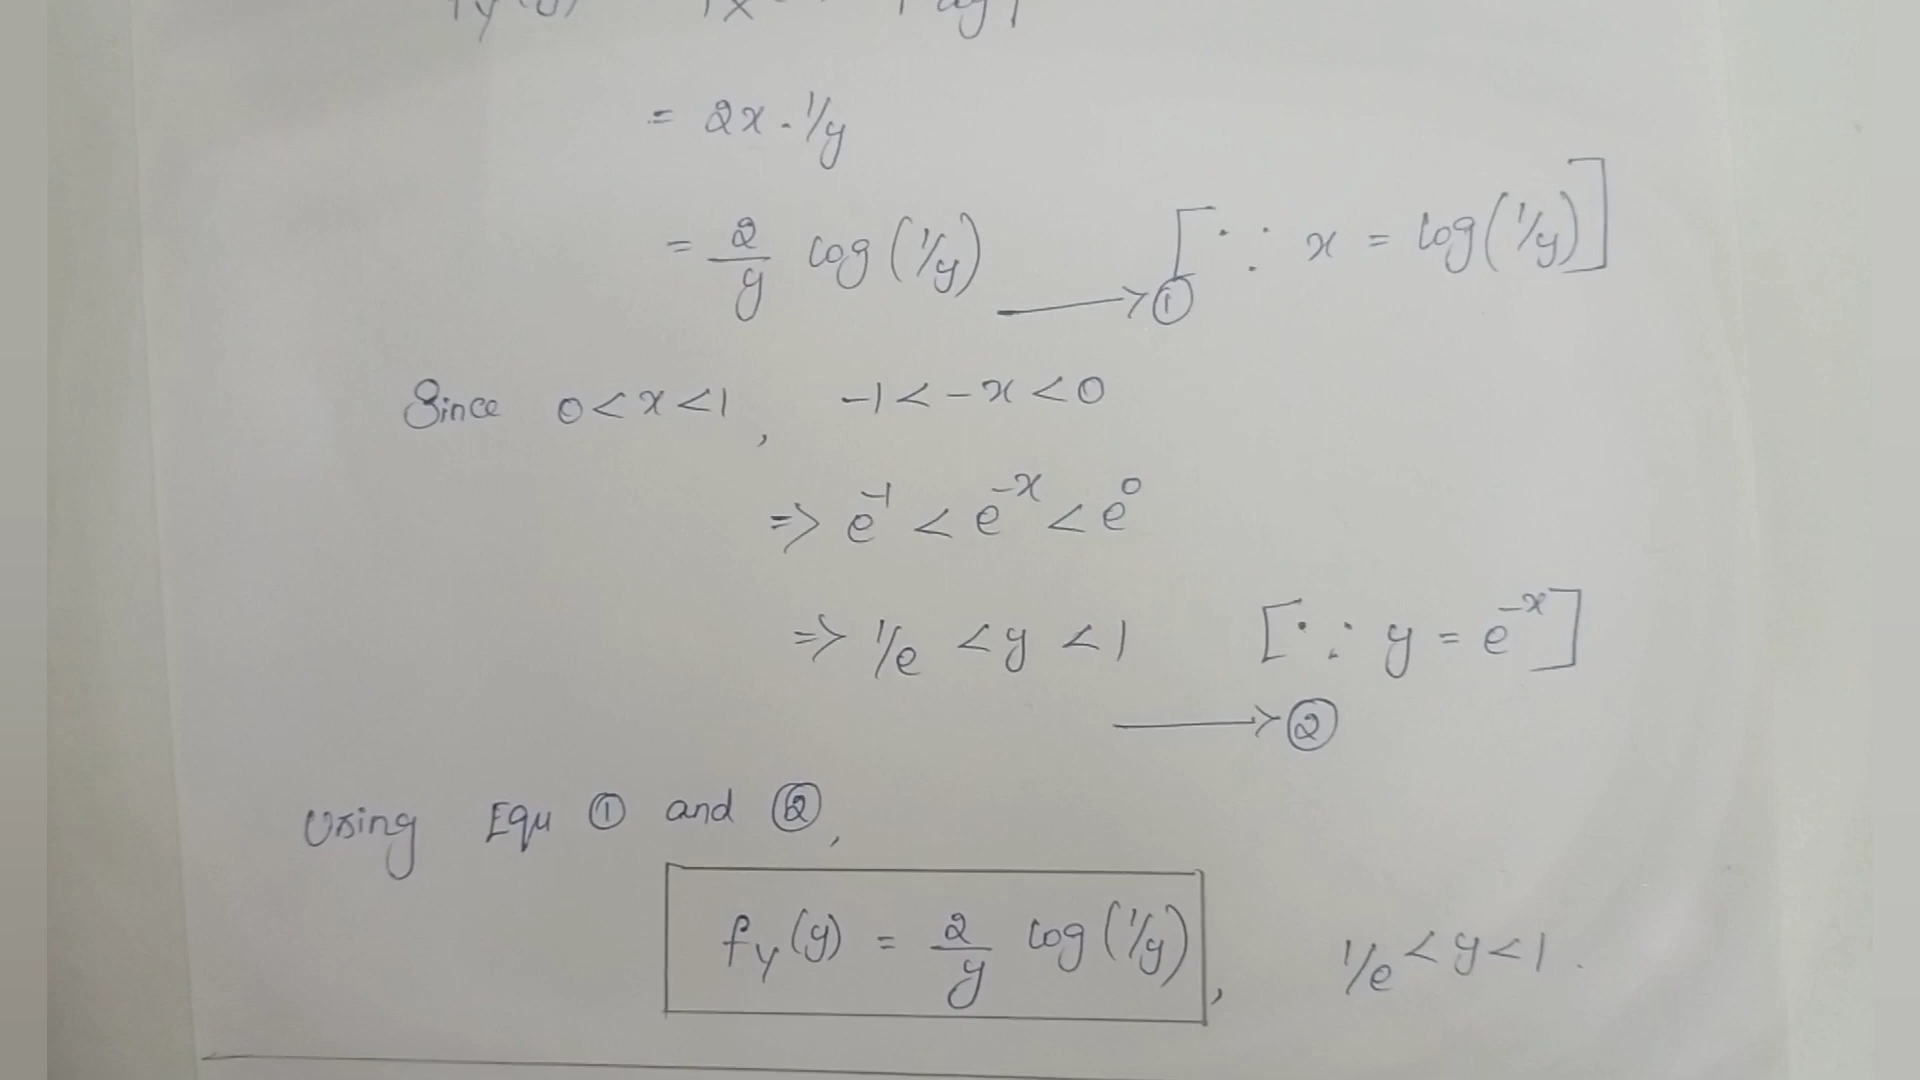 = 2x . 1/y
= 2/y log (1/y) → ① [∵ x = log(1/y)]
Since 0<x<1, -1<-x<0
=> e^-1 < e^-x < e^0
=> 1/e < y < 1 [∵ y = e^-x]
→ ②
Using Equ ① and ②,
f_Y(y) = 2/y log (1/y), 1/e < y < 1.